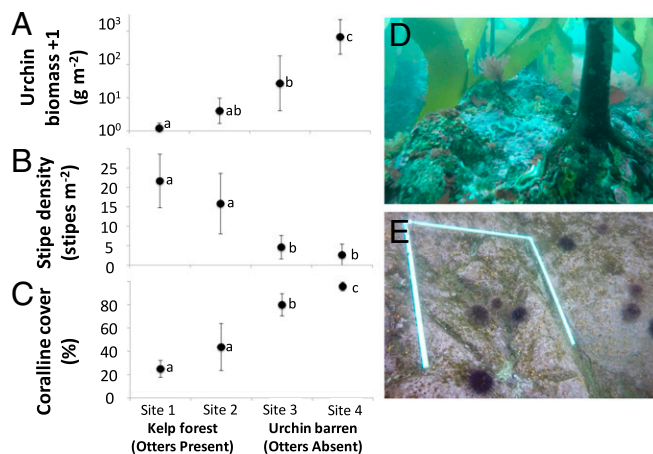 A
Urchin
biomass +1
(g m⁻²)
10³
10²
10¹
10⁰
a
ab
b
c
B
Stipe density
(stipes m⁻²)
25
20
15
10
5
0
a
a
b
b
C
Coralline cover
(%)
80
60
40
20
0
a
a
b
c
Site 1 Site 2 Site 3 Site 4
Kelp forest Urchin barren
(Otters Present) (Otters Absent)
D
E